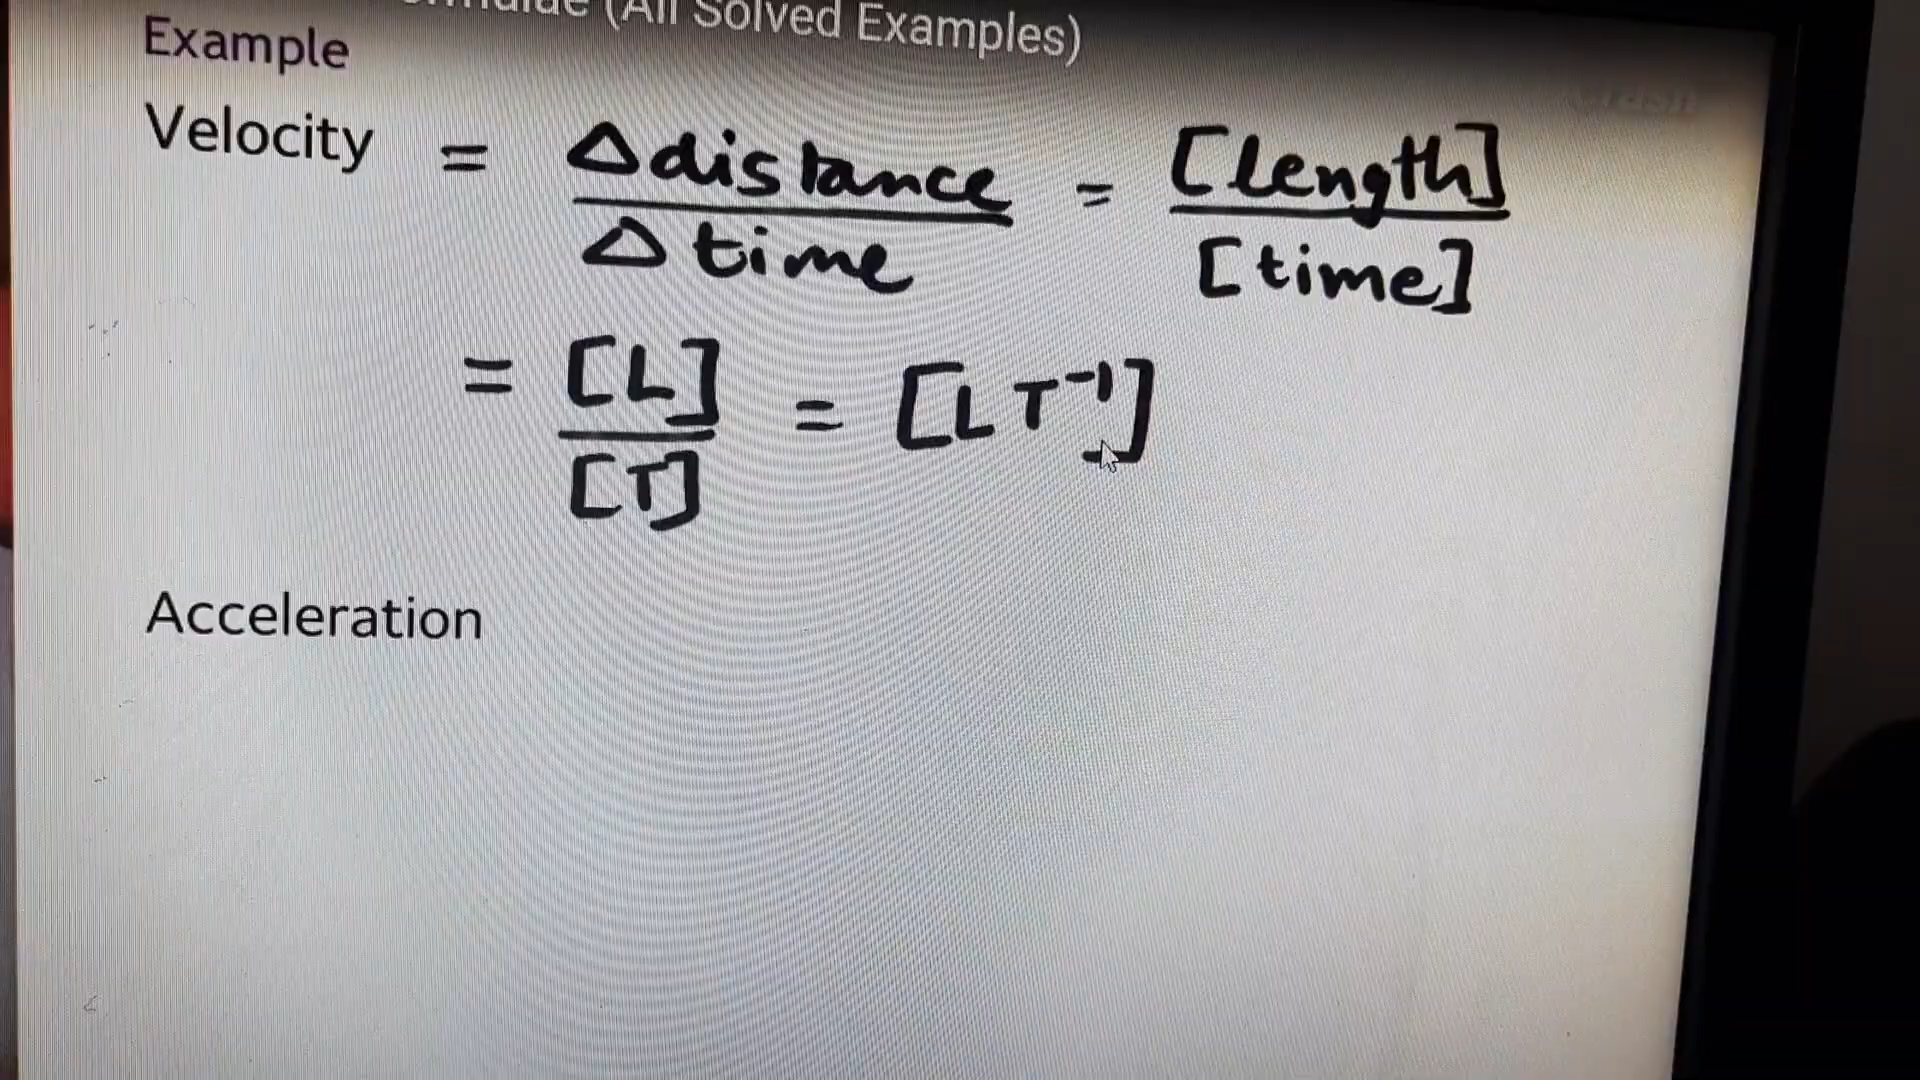 (All Solved Examples)
Example
Velocity = Δdistance / Δtime = [length] / [time]
= [L] / [T] = [LT⁻¹]
Acceleration